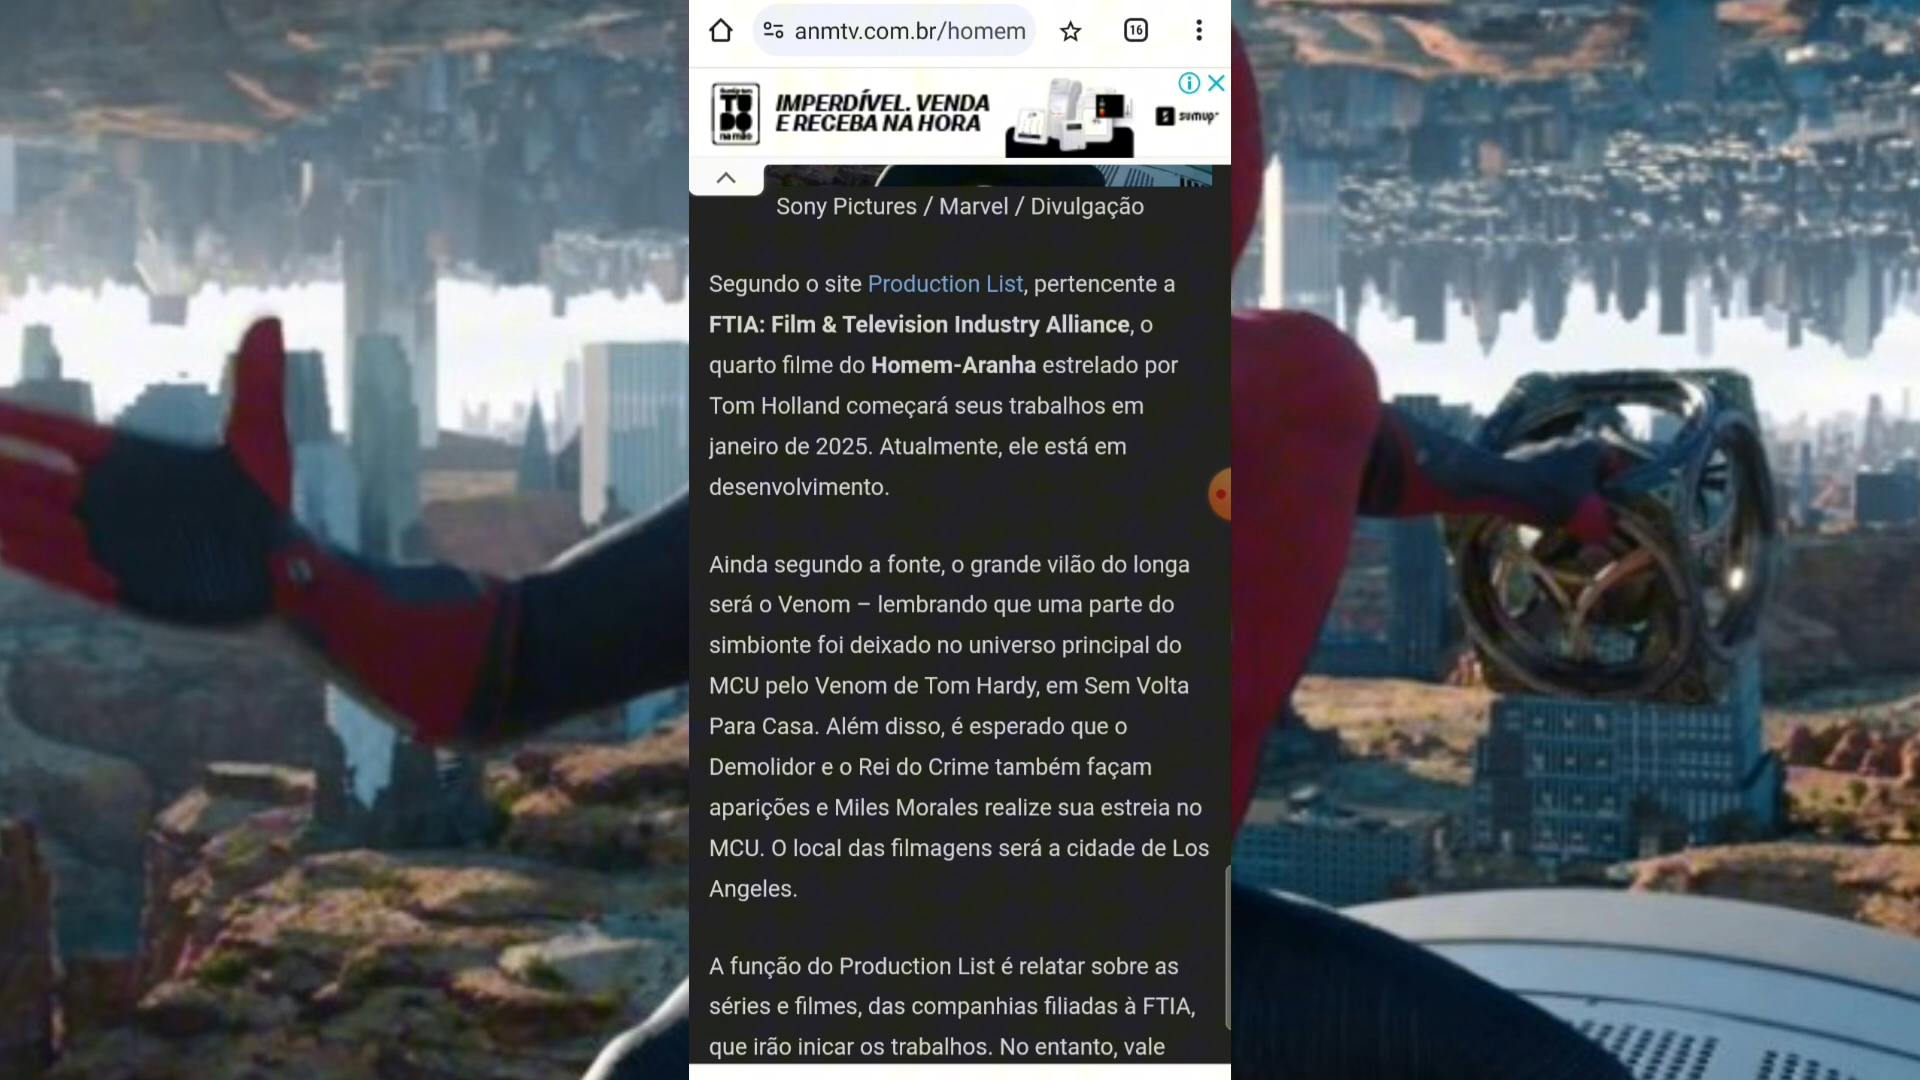 16
anmtv.com.br/homem
TUDO
na mão
IMPERDÍVEL. VENDA
E RECEBA NA HORA
sumup
Sony Pictures / Marvel / Divulgação
Segundo o site Production List, pertencente a
FTIA: Film & Television Industry Alliance, o
quarto filme do Homem-Aranha estrelado por
Tom Holland começará seus trabalhos em
janeiro de 2025. Atualmente, ele está em
desenvolvimento.
Ainda segundo a fonte, o grande vilão do longa
será o Venom – lembrando que uma parte do
simbionte foi deixado no universo principal do
MCU pelo Venom de Tom Hardy, em Sem Volta
Para Casa. Além disso, é esperado que o
Demolidor e o Rei do Crime também façam
aparições e Miles Morales realize sua estreia no
MCU. O local das filmagens será a cidade de Los
Angeles.
A função do Production List é relatar sobre as
séries e filmes, das companhias filiadas à FTIA,
que irão inicar os trabalhos. No entanto, vale